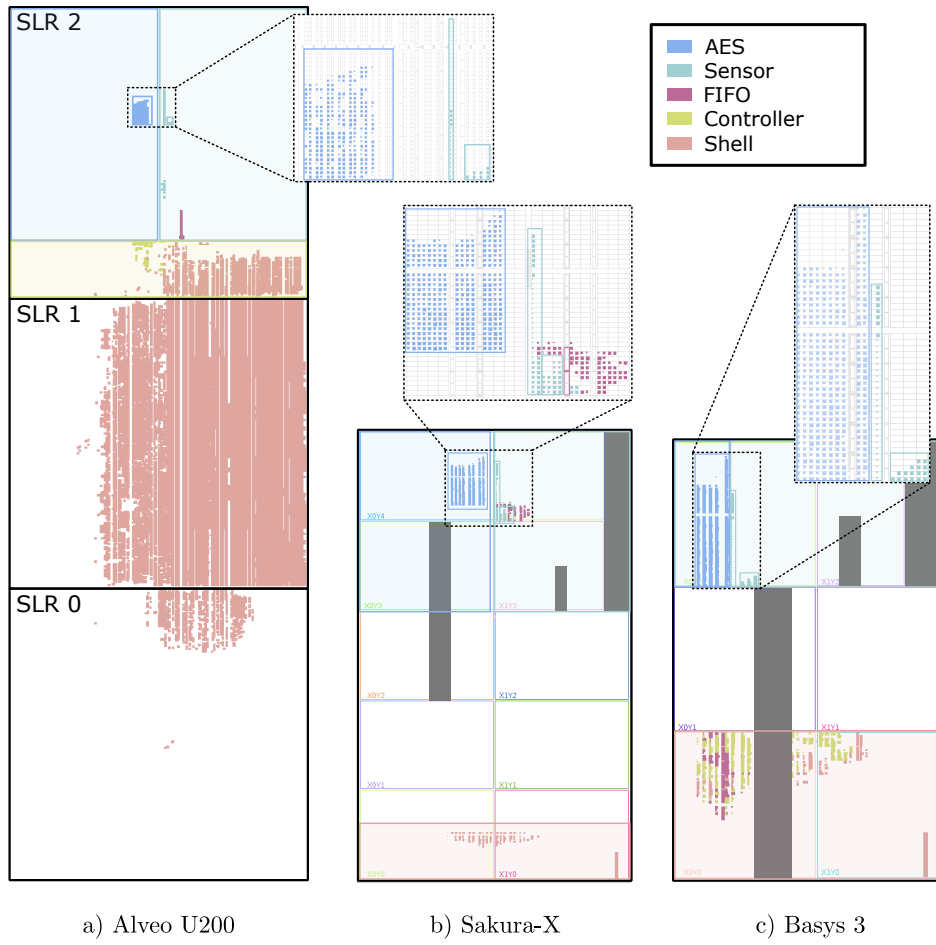 SLR 2
AES
Sensor
FIFO
Controller
Shell
SLR 1
SLR 0
X0Y4
X0Y3
X1Y3
X0Y2
X1Y2
X0Y1
X1Y1
X0Y0
X1Y0
X1Y2
X0Y1
X1Y1
X0Y0
X1Y0
a) Alveo U200
b) Sakura-X
c) Basys 3